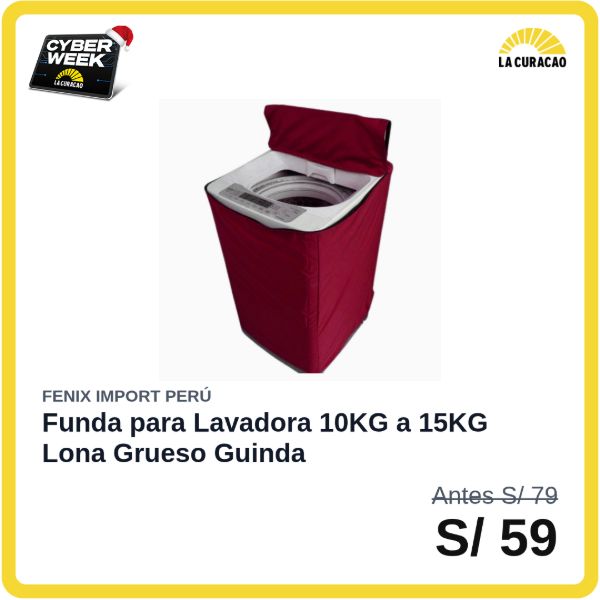 CYBER
WEEK
LA CURACAO
LA CURACAO
FENIX IMPORT PERÚ
Funda para Lavadora 10KG a 15KG
Lona Grueso Guinda
Antes S/ 79
S/ 59